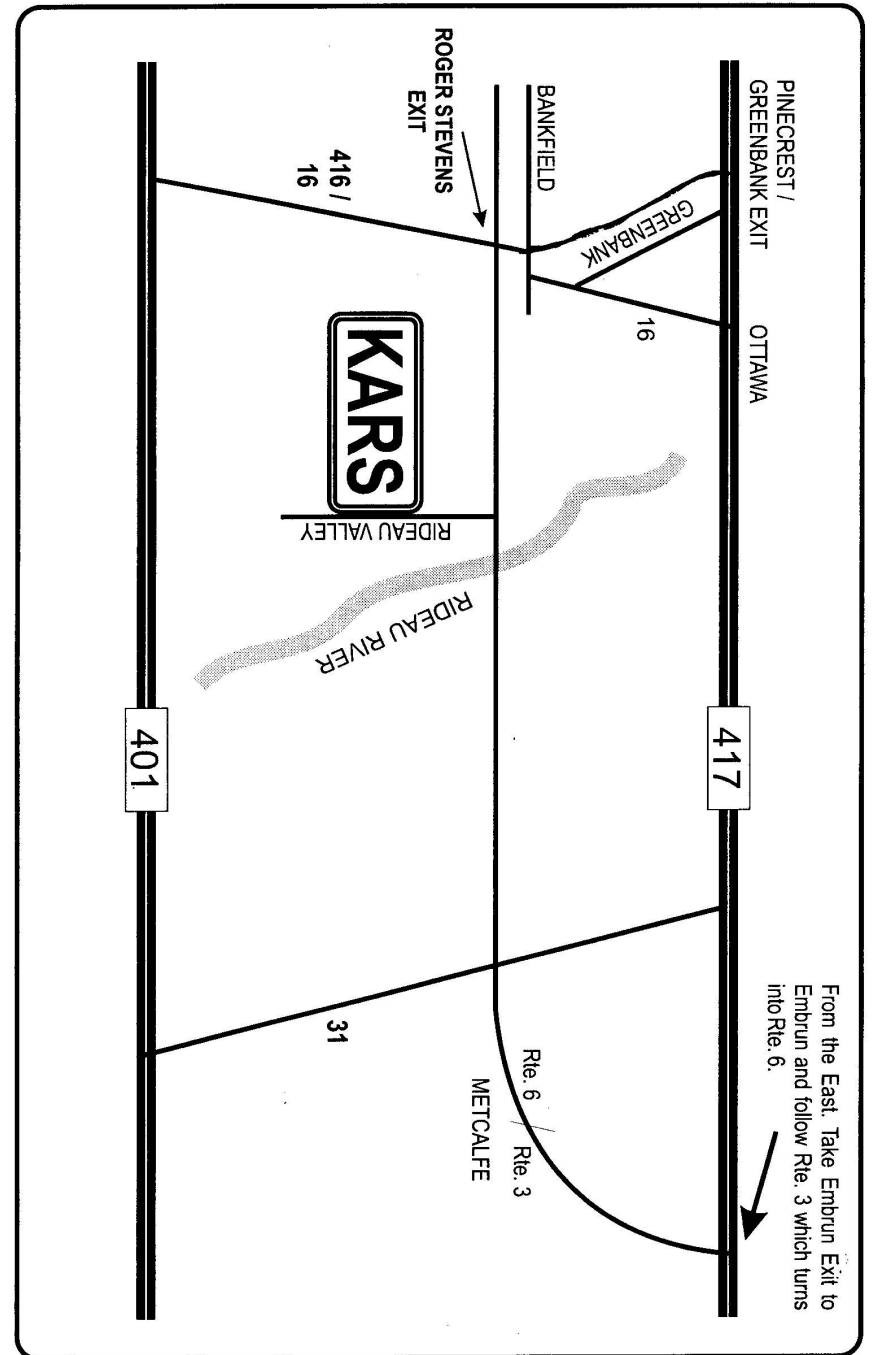 PINECREST /
GREENBANK EXIT
OTTAWA
417
From the East. Take Embrun Exit to
Embrun and follow Rte. 3 which turns
into Rte. 6.
GREENBANK
16
BANKFIELD
ROGER STEVENS
EXIT
416 /
16
KARS
RIDEAU VALLEY
RIDEAU RIVER
Rte. 6
Rte. 3
METCALFE
31
401